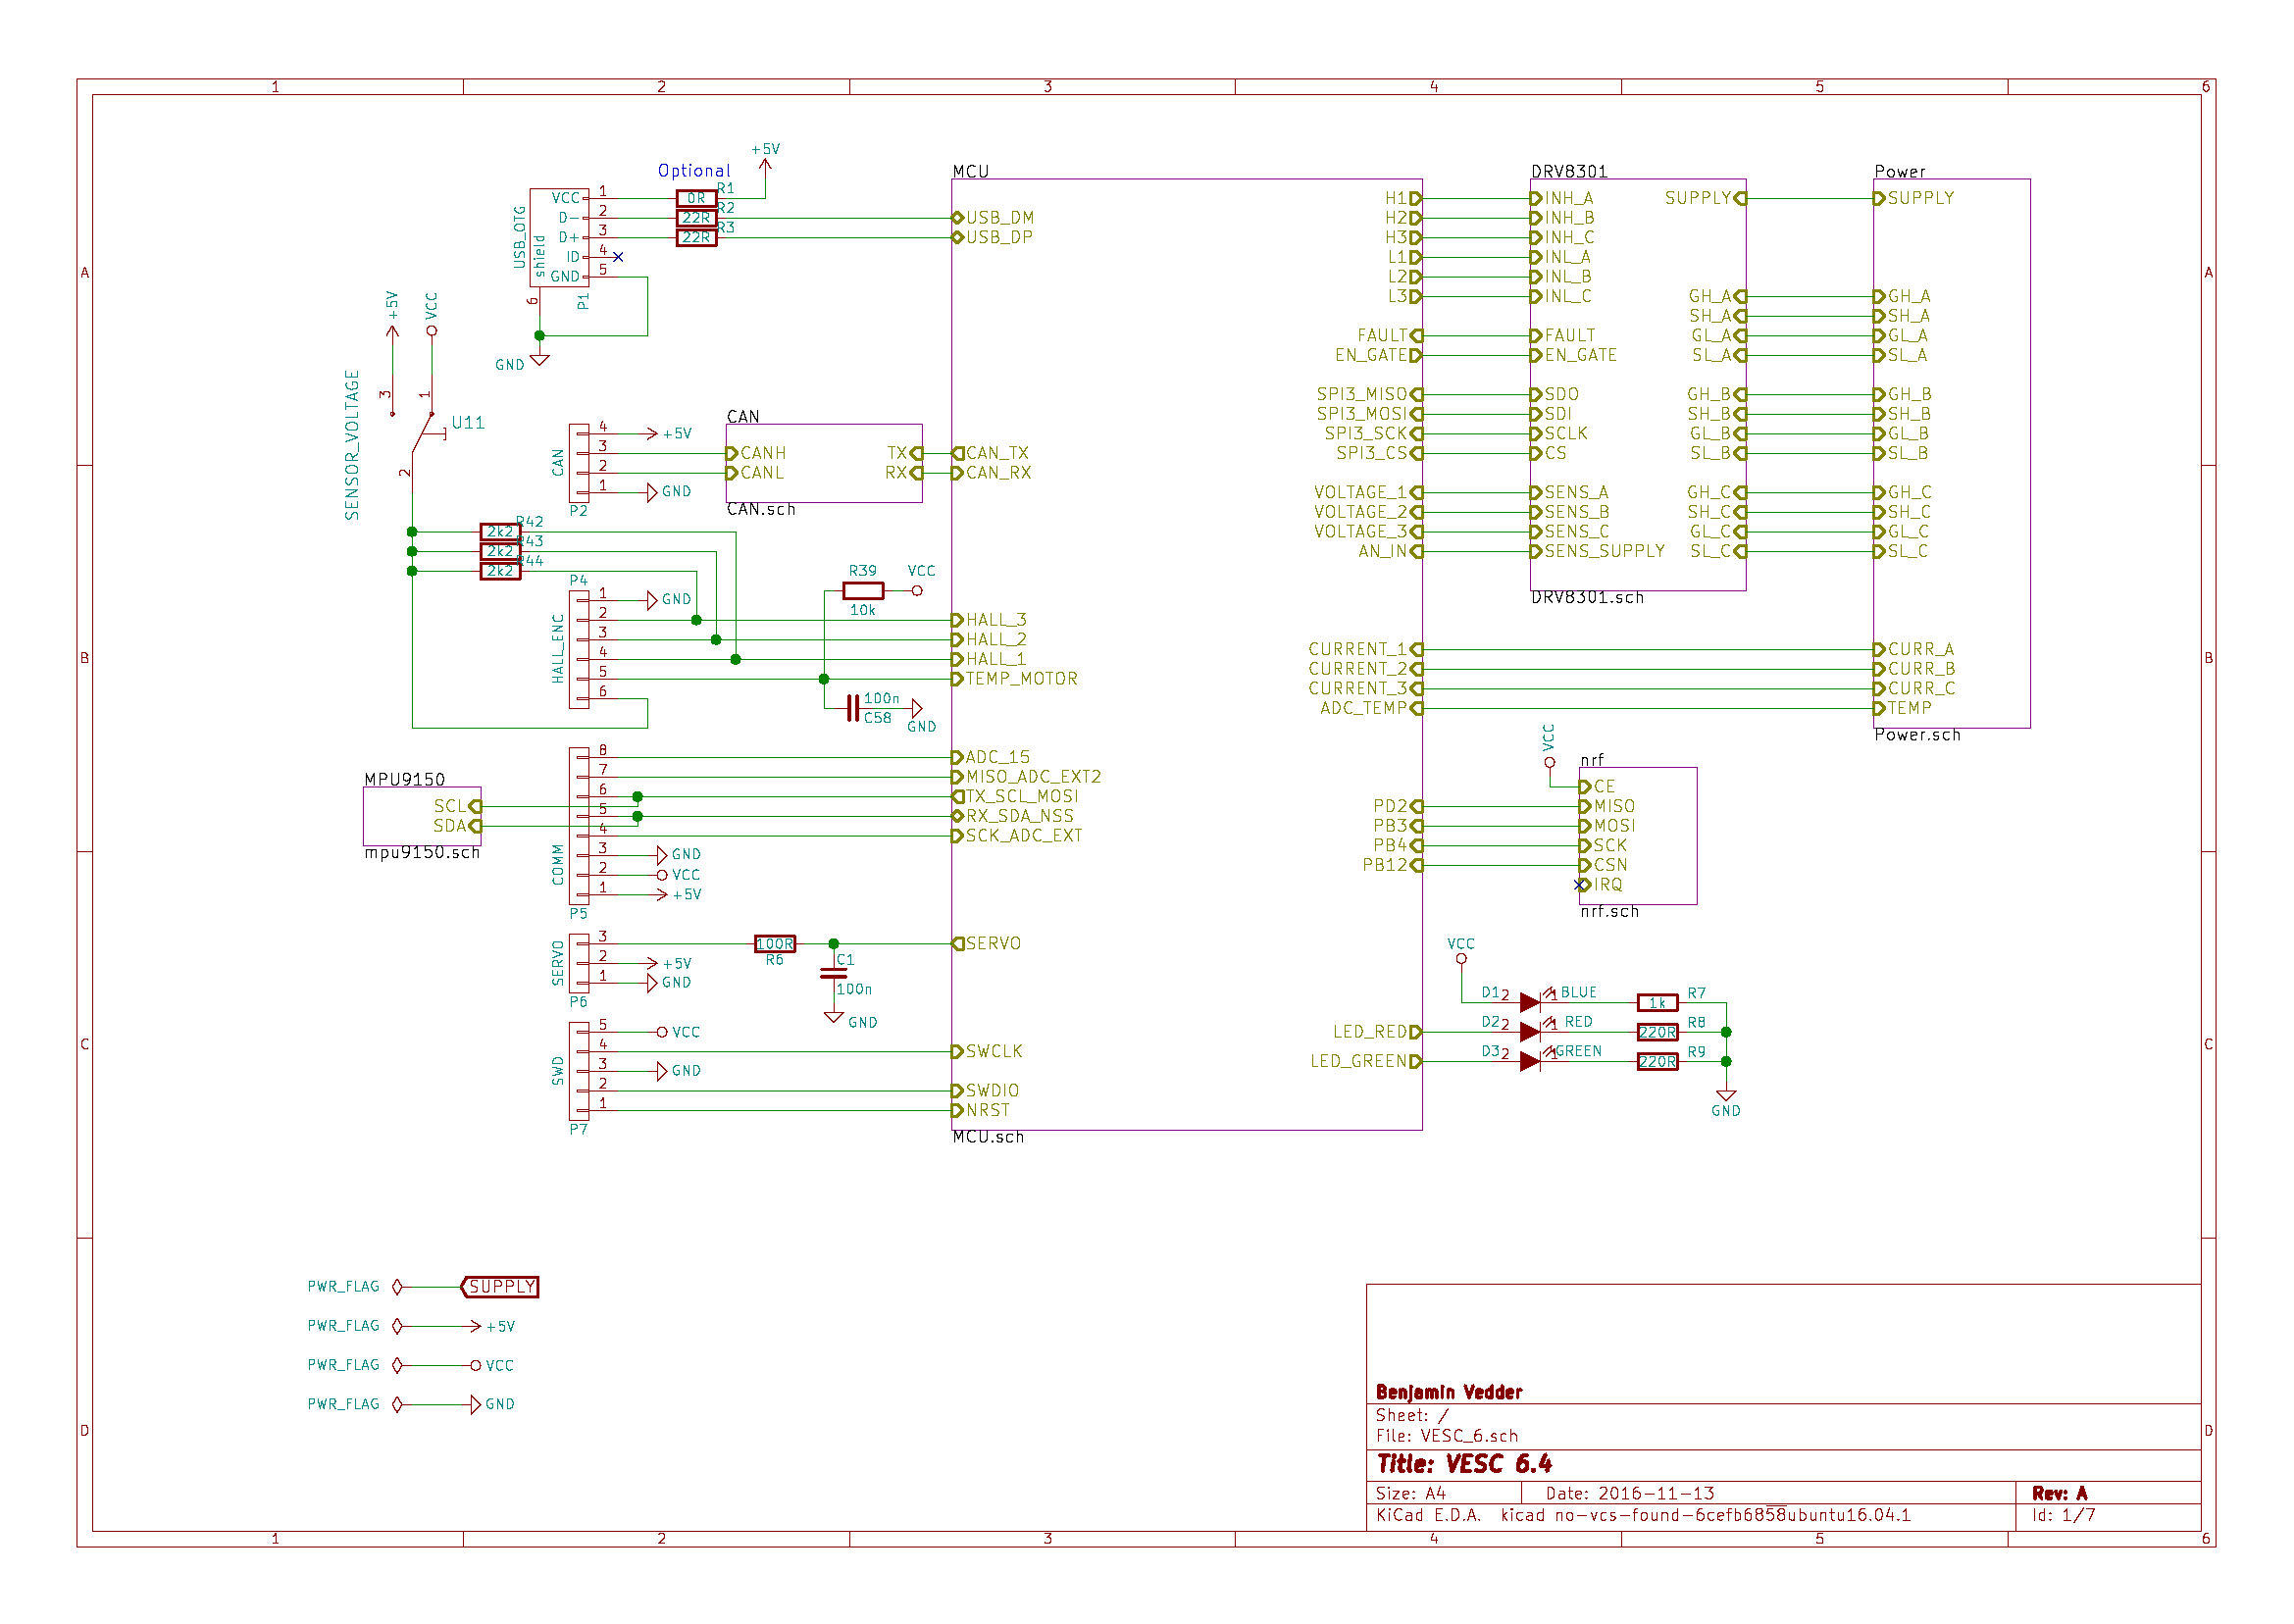 1 2 3 4 5 6
A A
B B
C C
D D
1 2 3 4 5 6
Optional
+5V
USB_OTG
shield
VCC 1
D- 2
D+ 3
ID 4
GND 5
6
P1
GND
R1
0R
R2
22R
R3
22R
SENSOR_VOLTAGE
+5V
VCC
3
1
2
U11
CAN
P2
4 +5V
3
2
1 GND
CAN
CANH TX
CANL RX
CAN.sch
R42
2k2
R43
2k2
R44
2k2
P4
HALL_ENC
1 GND
2
3
4
5
6
R39
10k
VCC
100n
C58
GND
MPU9150
SCL
SDA
mpu9150.sch
COMM
8
7
6
5
4
3 GND
2 VCC
1 +5V
P5
SERVO
3
2 +5V
1 GND
P6
100R
R6
C1
100n
GND
SWD
5 VCC
4
3 GND
2
1
P7
MCU
USB_DM
USB_DP
CAN_TX
CAN_RX
HALL_3
HALL_2
HALL_1
TEMP_MOTOR
ADC_15
MISO_ADC_EXT2
TX_SCL_MOSI
RX_SDA_NSS
SCK_ADC_EXT
SERVO
SWCLK
SWDIO
NRST
H1
H2
H3
L1
L2
L3
FAULT
EN_GATE
SPI3_MISO
SPI3_MOSI
SPI3_SCK
SPI3_CS
VOLTAGE_1
VOLTAGE_2
VOLTAGE_3
AN_IN
CURRENT_1
CURRENT_2
CURRENT_3
ADC_TEMP
PD2
PB3
PB4
PB12
LED_RED
LED_GREEN
MCU.sch
DRV8301
INH_A
INH_B
INH_C
INL_A
INL_B
INL_C
FAULT
EN_GATE
SDO
SDI
SCLK
CS
SENS_A
SENS_B
SENS_C
SENS_SUPPLY
SUPPLY
GH_A
SH_A
GL_A
SL_A
GH_B
SH_B
GL_B
SL_B
GH_C
SH_C
GL_C
SL_C
DRV8301.sch
Power
SUPPLY
GH_A
SH_A
GL_A
SL_A
GH_B
SH_B
GL_B
SL_B
GH_C
SH_C
GL_C
SL_C
CURR_A
CURR_B
CURR_C
TEMP
Power.sch
VCC
nrf
CE
MISO
MOSI
SCK
CSN
IRQ
nrf.sch
VCC
D1 2 1 BLUE 1k R7
D2 2 1 RED 220R R8
D3 2 1 GREEN 220R R9
GND
PWR_FLAG SUPPLY
PWR_FLAG +5V
PWR_FLAG VCC
PWR_FLAG GND
Benjamin Vedder
Sheet: /
File: VESC_6.sch
Title: VESC 6.4
Size: A4 Date: 2016-11-13 Rev: A
KiCad E.D.A. kicad no-vcs-found-6cefb6858ubuntu16.04.1 Id: 1/7